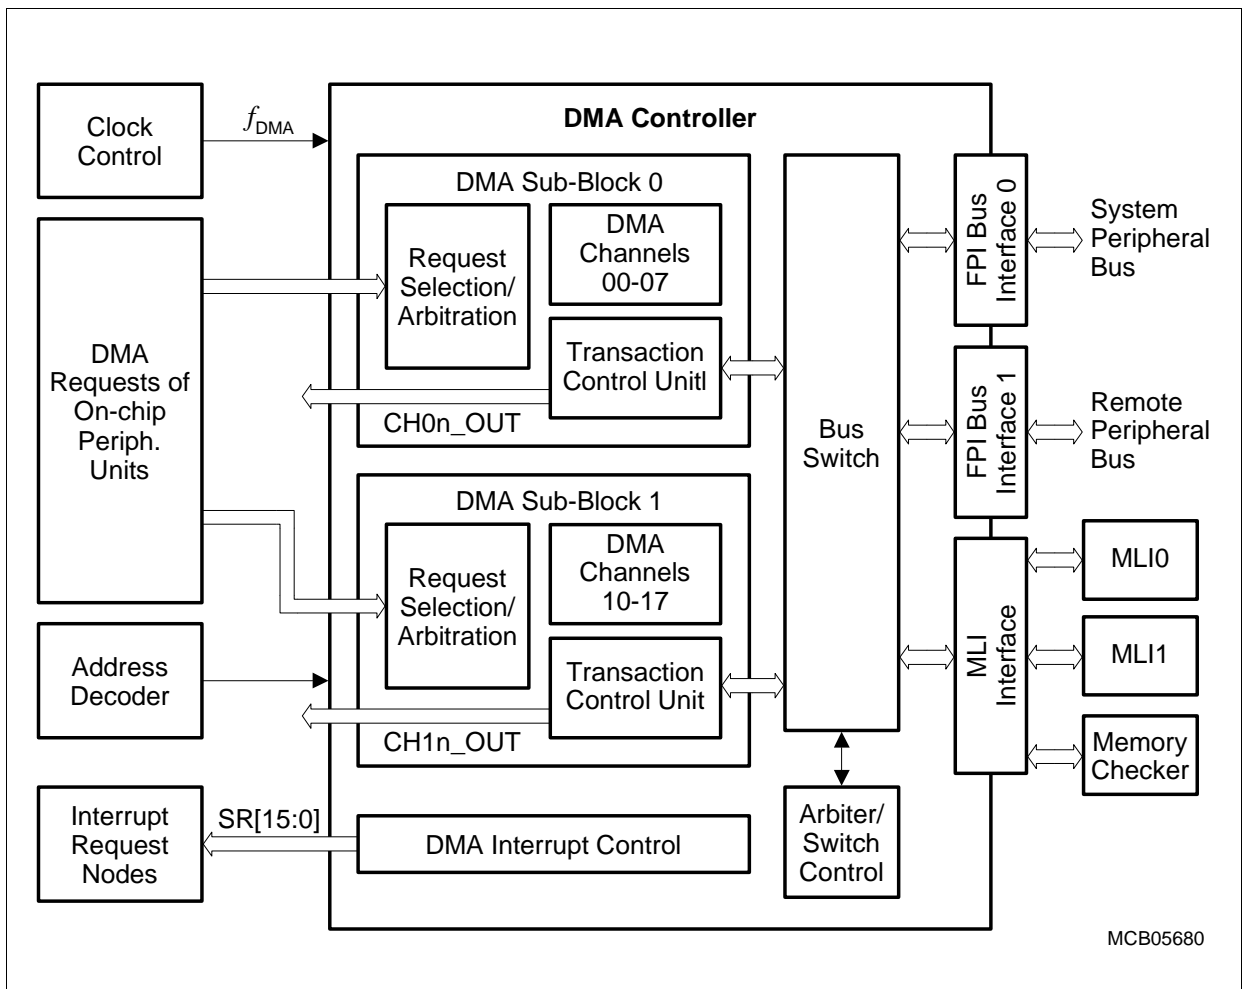 Clock
Control
f DMA
DMA Controller
DMA Sub-Block 0
Request
Selection/
Arbitration
DMA
Channels
00-07
Transaction
Control Unitl
CH0n_OUT
DMA
Requests of
On-chip
Periph.
Units
DMA Sub-Block 1
Request
Selection/
Arbitration
DMA
Channels
10-17
Transaction
Control Unit
CH1n_OUT
Address
Decoder
Interrupt
Request
Nodes
SR[15:0]
DMA Interrupt Control
Bus
Switch
Arbiter/
Switch
Control
FPI Bus
Interface 0
System
Peripheral
Bus
FPI Bus
Interface 1
Remote
Peripheral
Bus
MLI
Interface
MLI0
MLI1
Memory
Checker
MCB05680